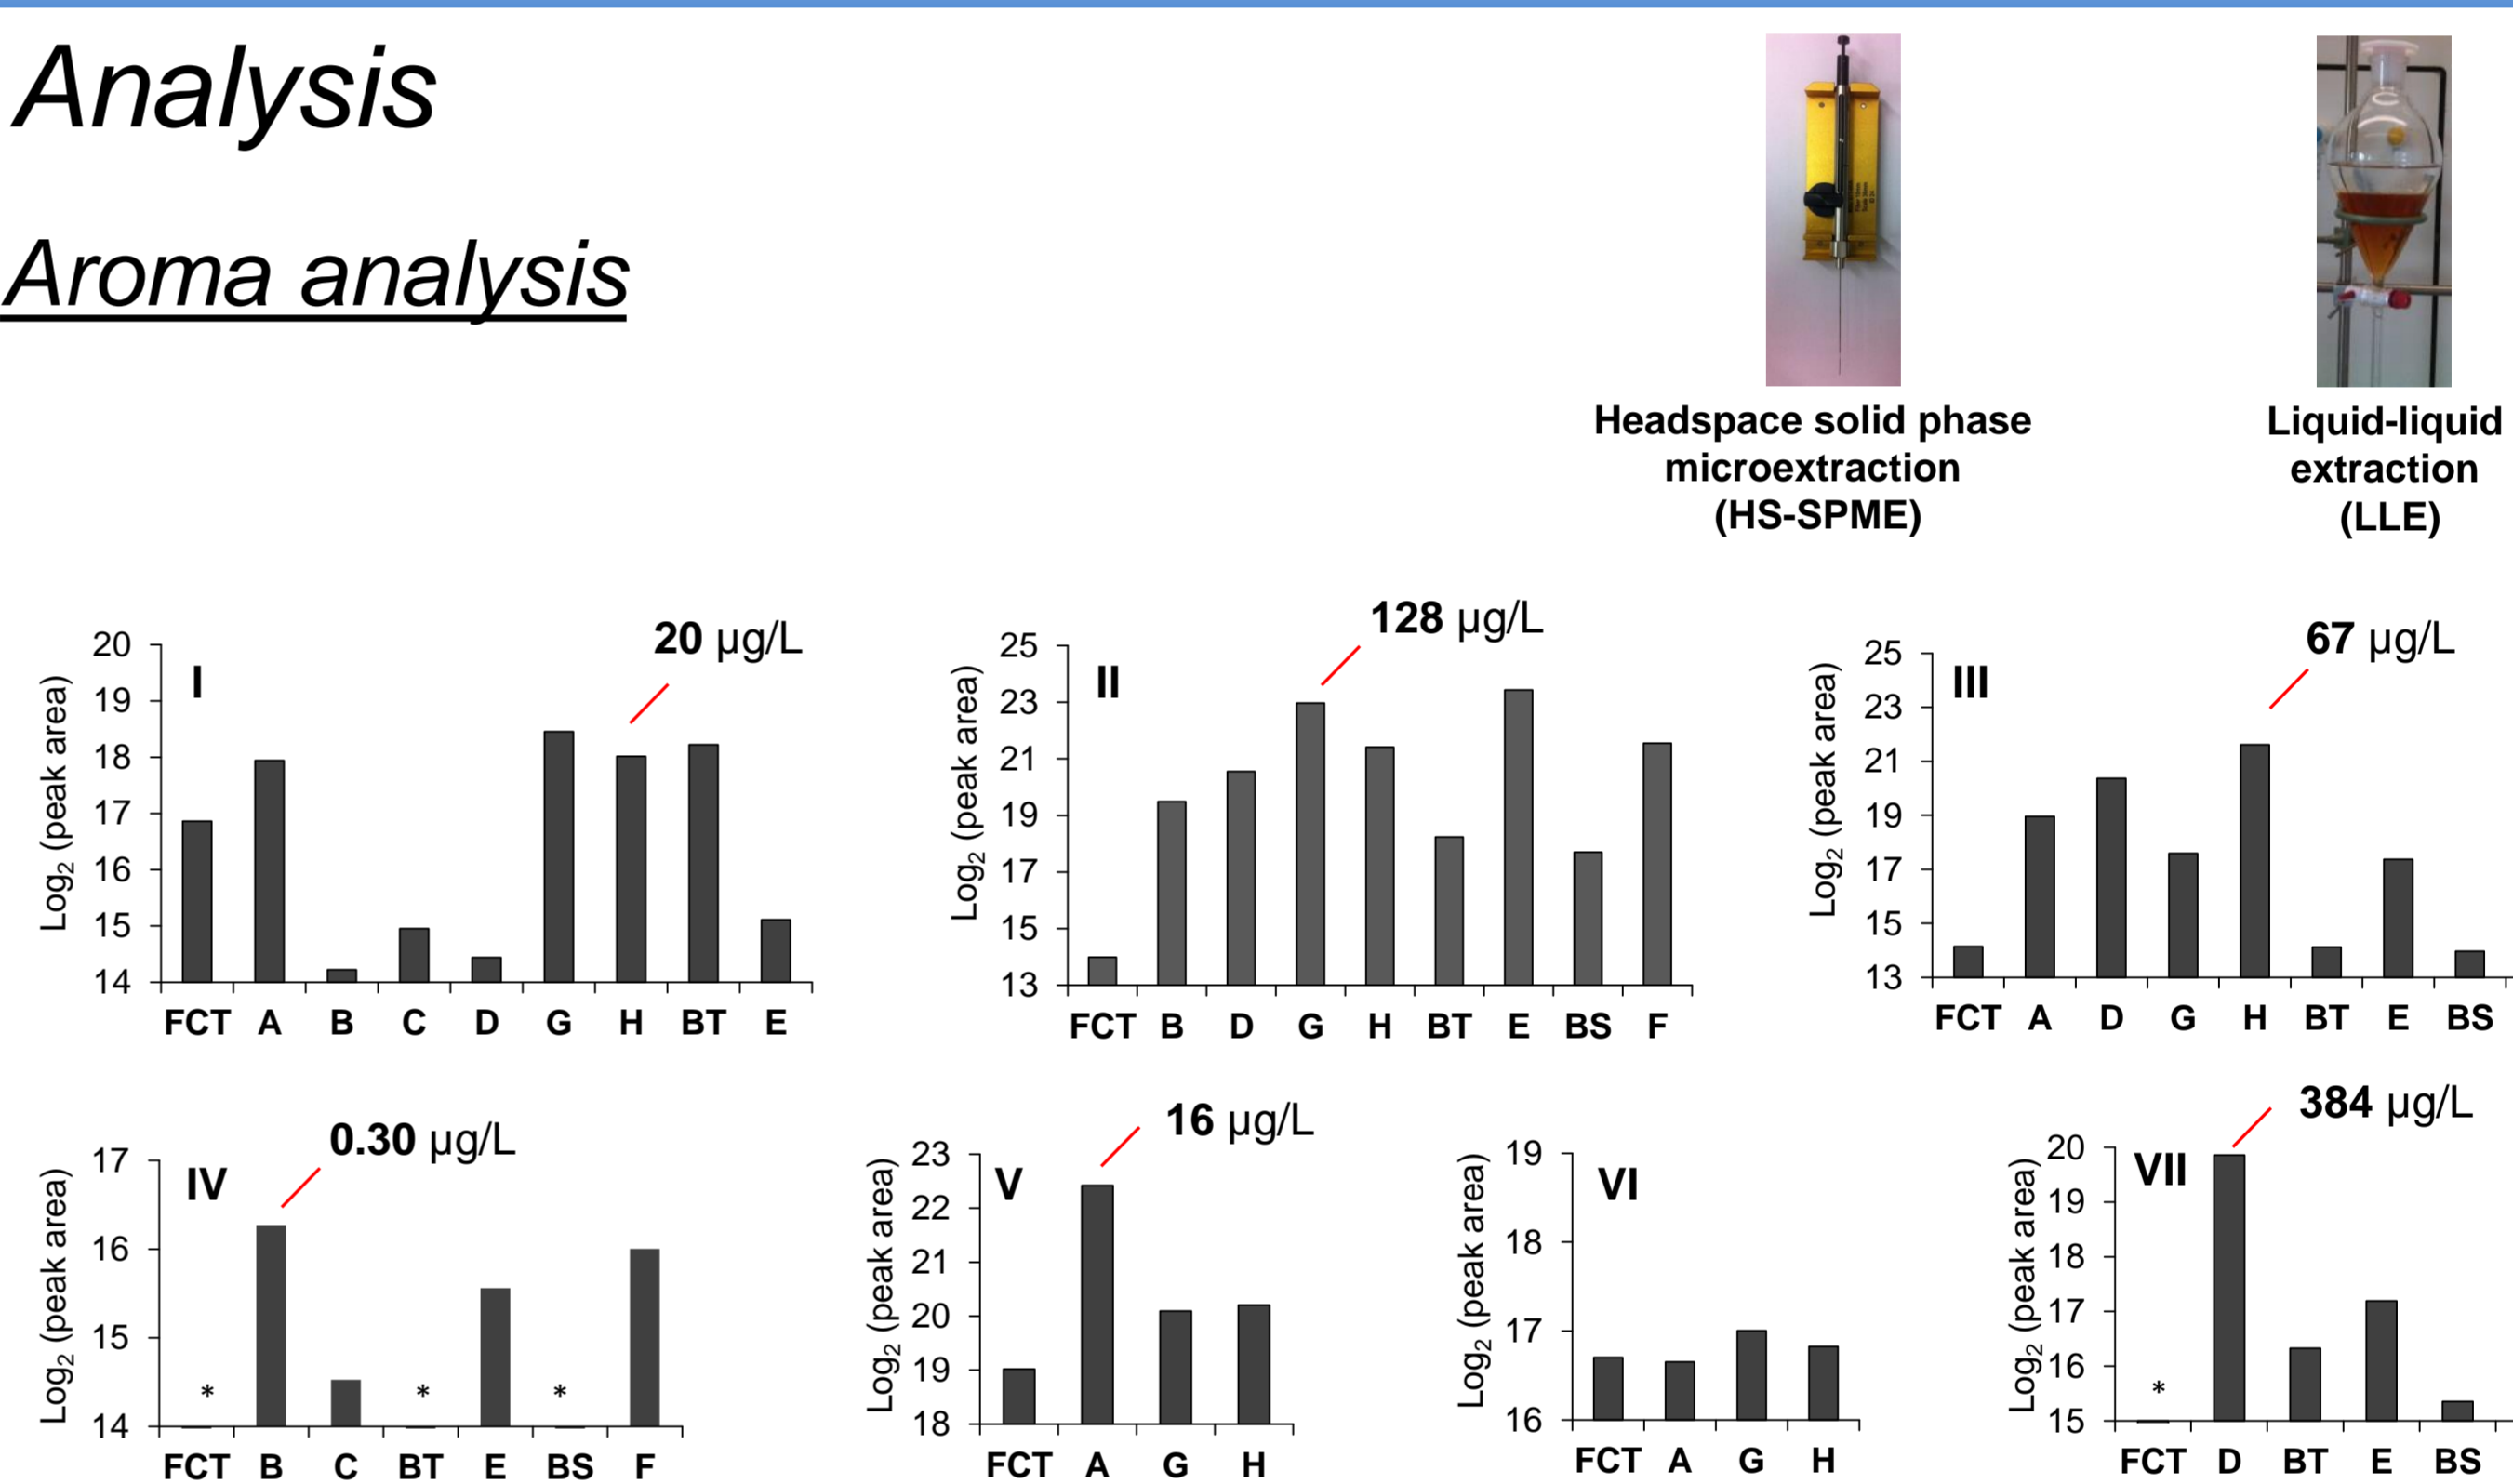 Analysis
Aroma analysis
Headspace solid phase
microextraction
(HS-SPME)
Liquid-liquid
extraction
(LLE)
20 µg/L
I
Log2 (peak area)
20
19
18
17
16
15
14
FCT A B C D G H BT E
128 µg/L
II
Log2 (peak area)
25
23
21
19
17
15
13
FCT B D G H BT E BS F
67 µg/L
III
Log2 (peak area)
25
23
21
19
17
15
13
FCT A D G H BT E BS
0.30 µg/L
IV
Log2 (peak area)
17
16
15
14
* * *
FCT B C BT E BS F
16 µg/L
V
Log2 (peak area)
23
22
21
20
19
18
FCT A G H
VI
Log2 (peak area)
19
18
17
16
FCT A G H
384 µg/L
VII
Log2 (peak area)
20
19
18
17
16
15
*
FCT D BT E BS